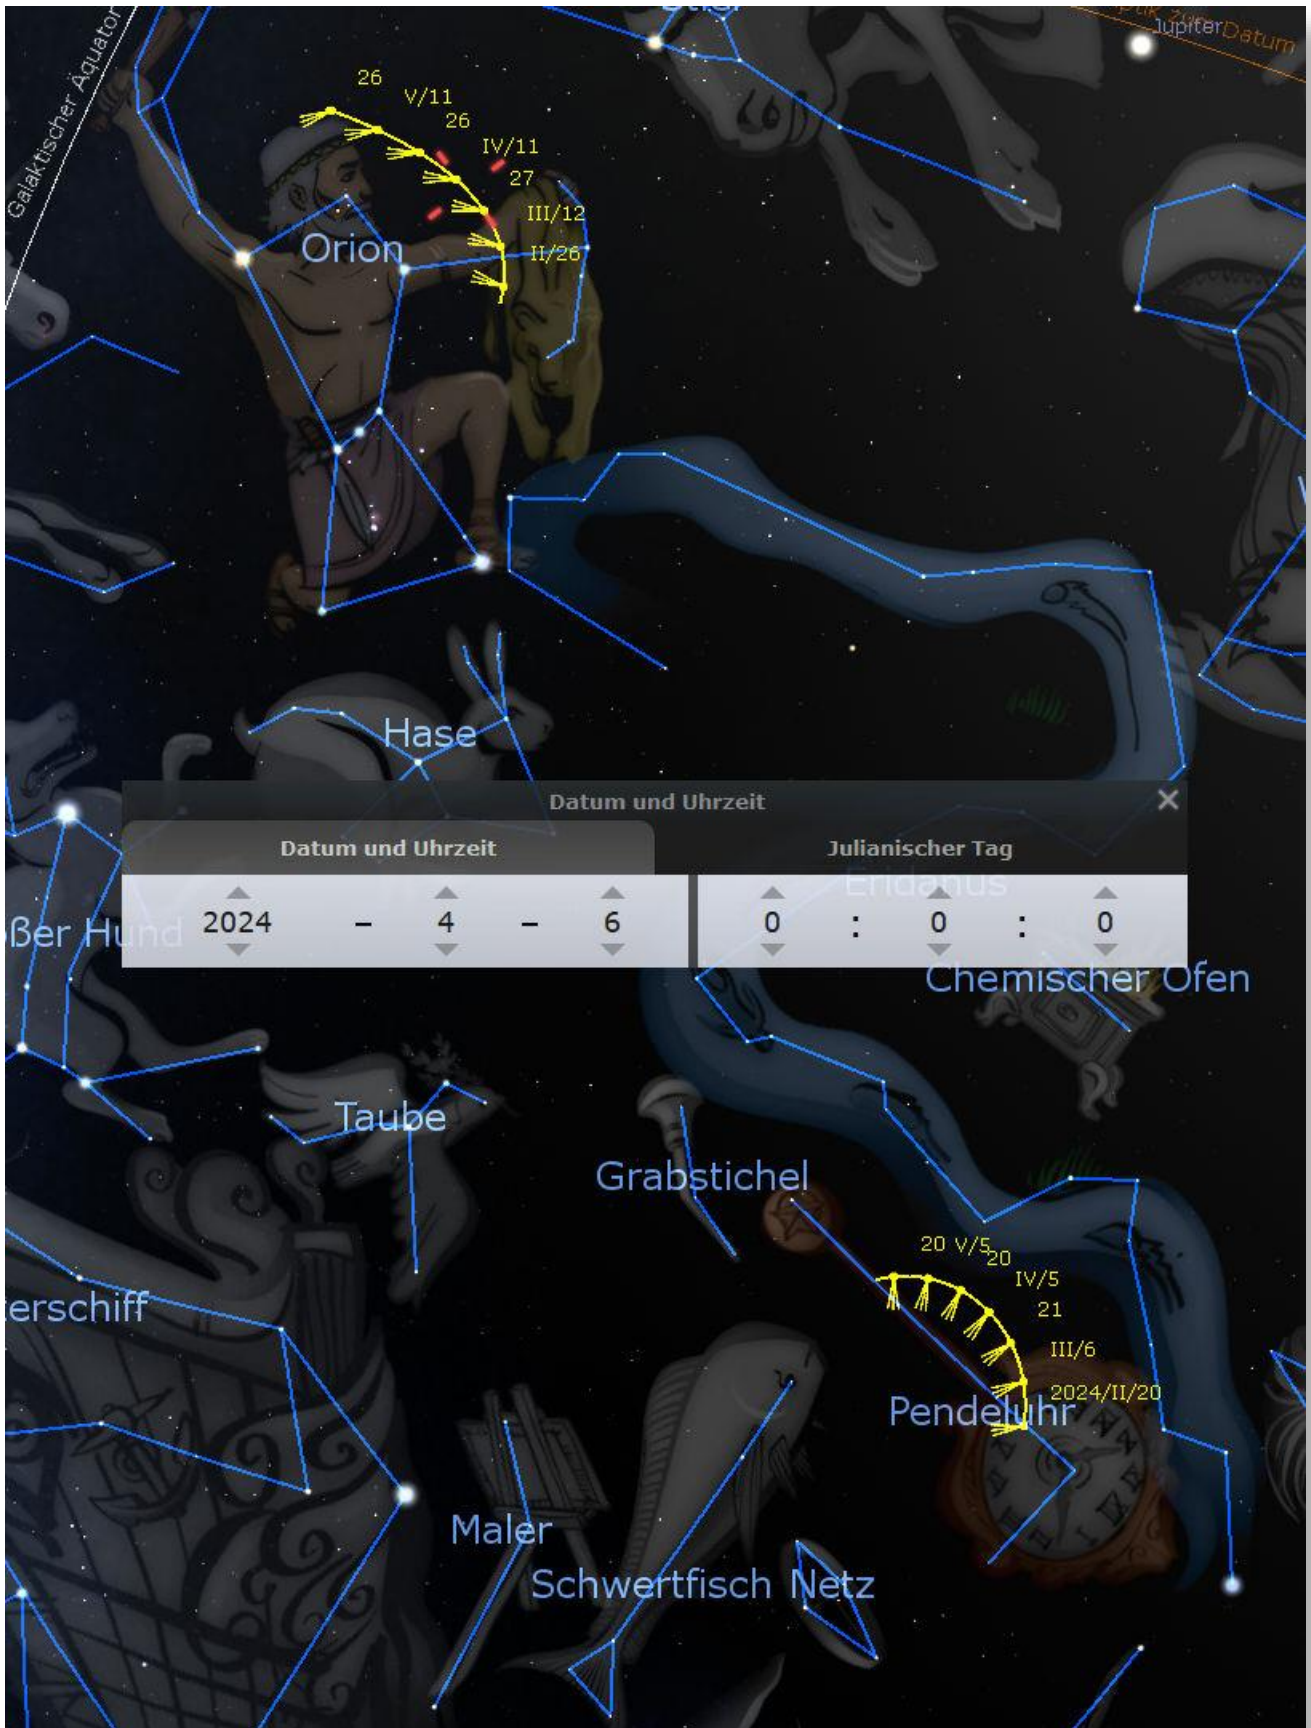 Stier
Jupiter
Datum
Galaktischer Äquator
26
V/11
26
IV/11
27
III/12
II/26
Orion
Hase
Datum und Uhrzeit
Datum und Uhrzeit
Julianischer Tag
Eridanus
2024 – 4 – 6 0 : 0 : 0
ßer Hund
Chemischer Ofen
Taube
Grabstichel
20 V/5
20
IV/5
21
III/6
2024/II/20
terschiff
Pendeluhr
Maler
Schwertfisch
Netz